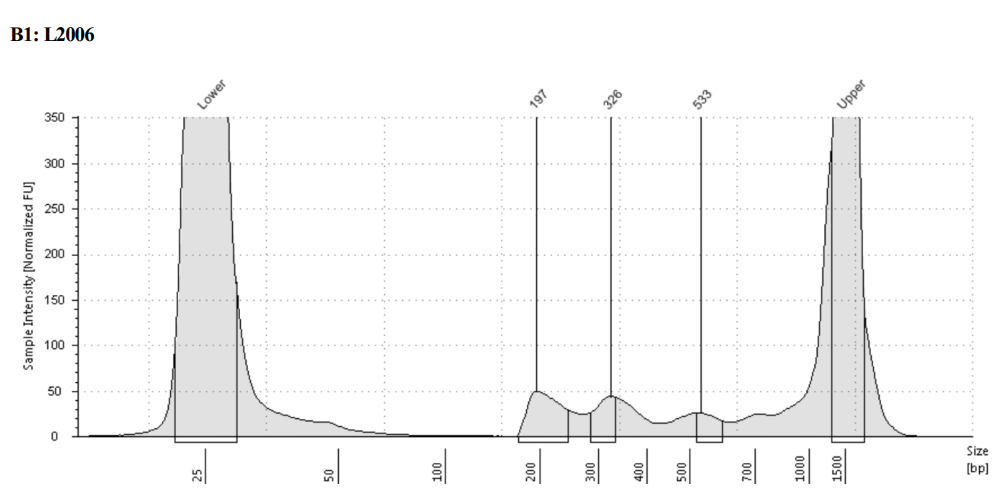 B1: L2006
Lower 197 326 533 Upper
Sample Intensity [Normalized FU]
350
300
250
200
150
100
50
0
25 50 100 200 300 400 500 700 1000 1500
Size
[bp]